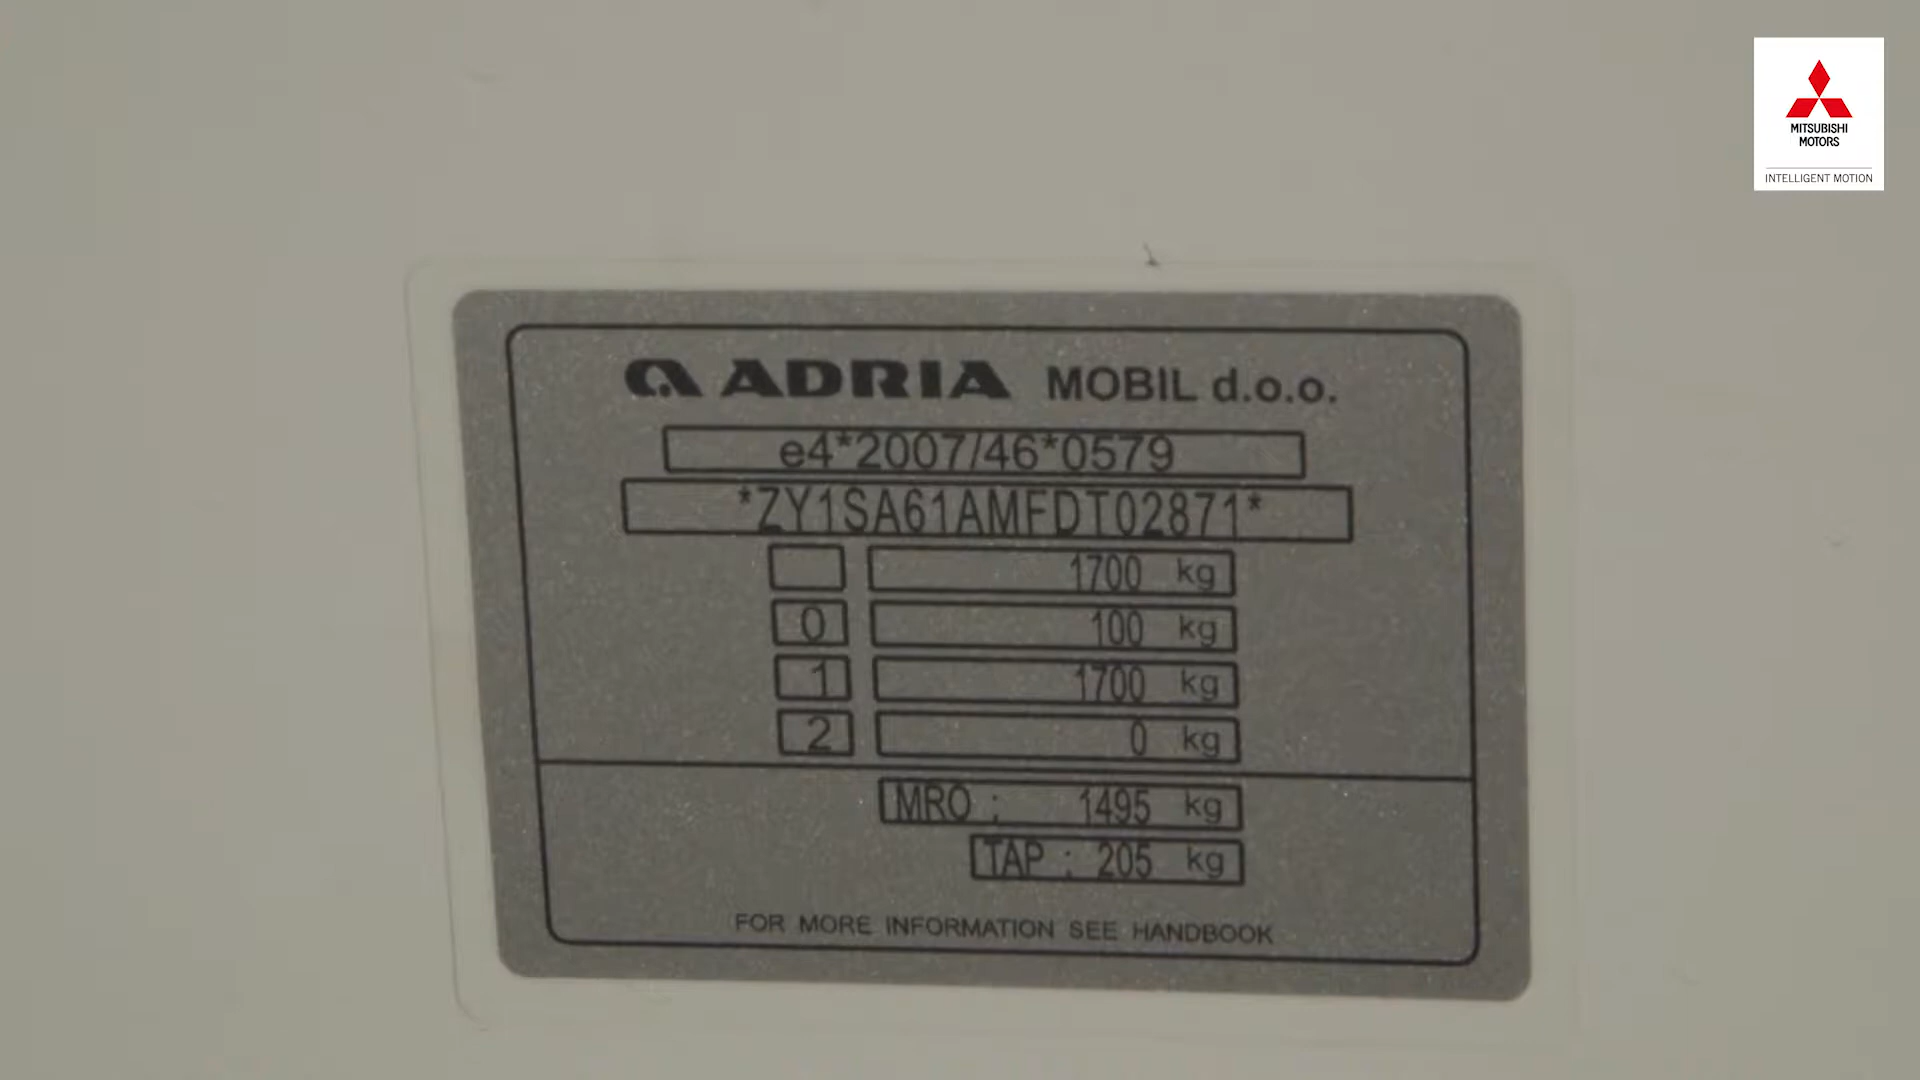 MITSUBISHI
MOTORS
INTELLIGENT MOTION
ADRIA MOBIL d.o.o.
e4*2007/46*0579
*ZY1SA61AMFDT02871*
1700 kg
0 100 kg
1 1700 kg
2 0 kg
MRO : 1495 kg
TAP : 205 kg
FOR MORE INFORMATION SEE HANDBOOK